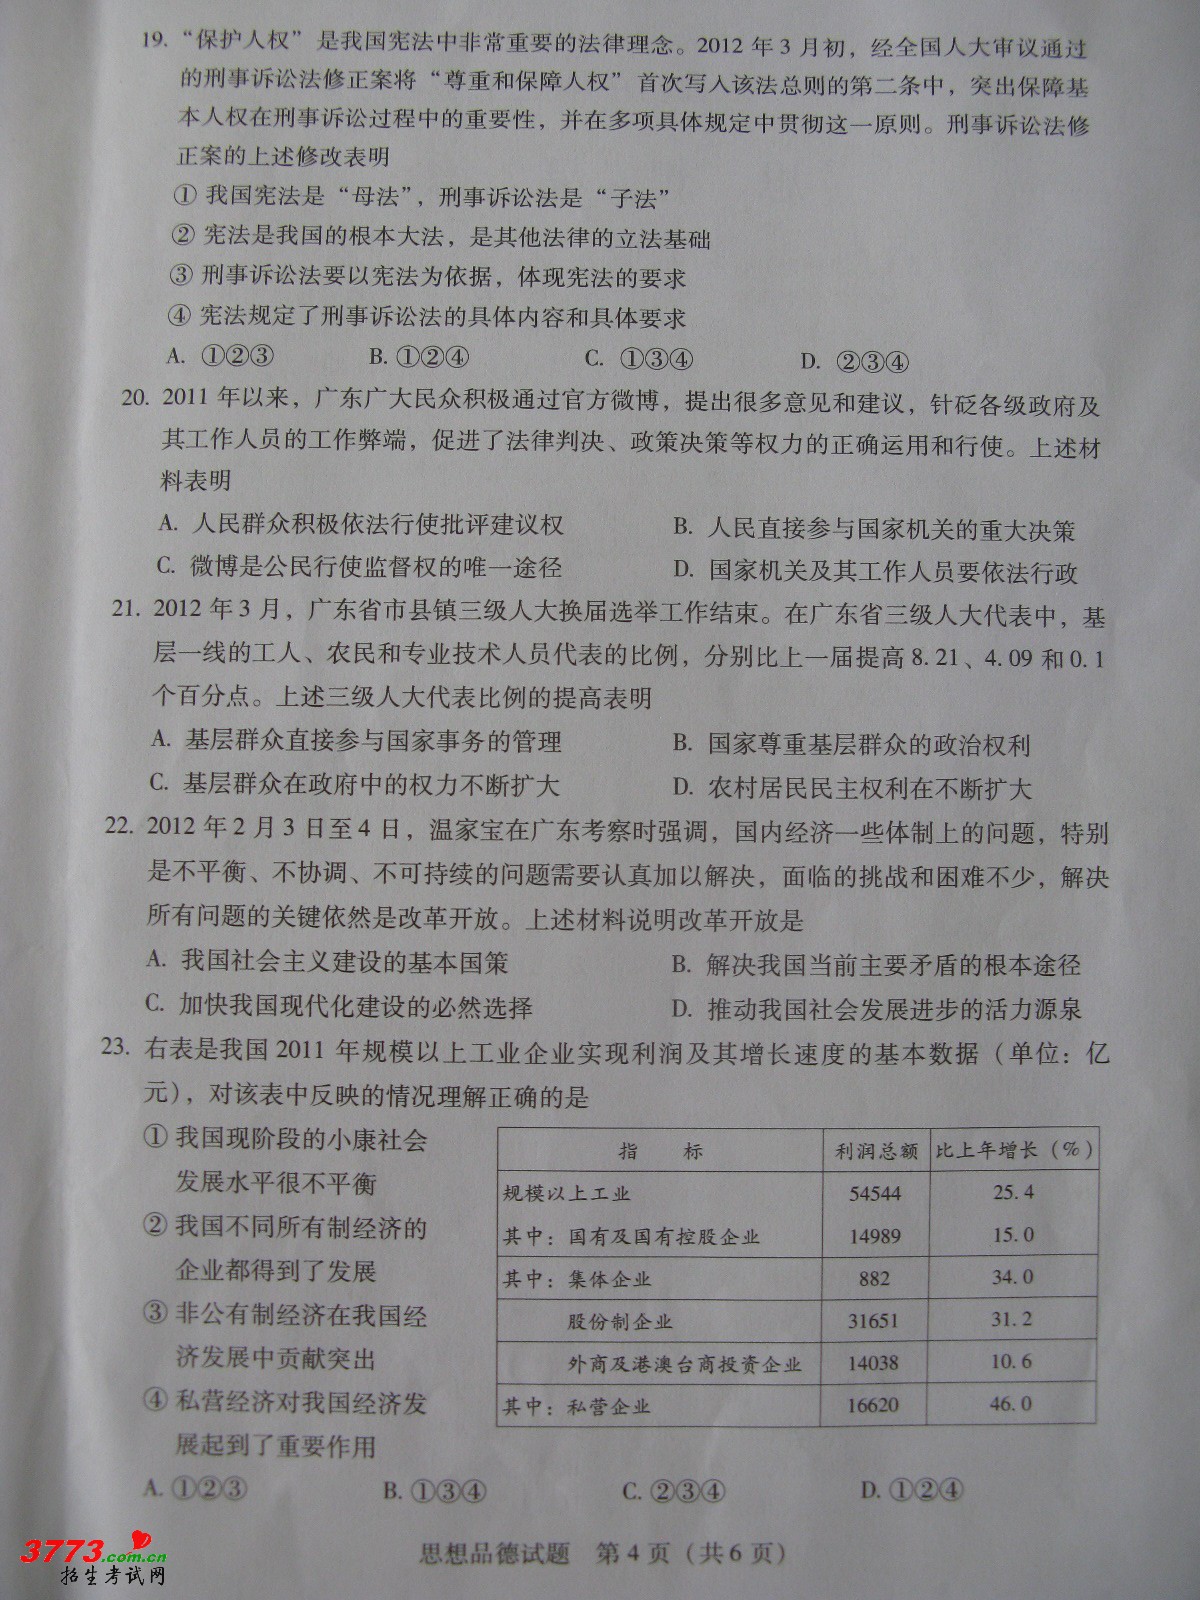 19. “保护人权” 是我国宪法中非常重要的法律理念。2012 年 3 月初，经全国人大审议通过
的刑事诉讼法修正案将 “尊重和保障人权” 首次写入该法总则的第二条中，突出保障基
本人权在刑事诉讼过程中的重要性，并在多项具体规定中贯彻这一原则。刑事诉讼法修
正案的上述修改表明
① 我国宪法是 “母法”，刑事诉讼法是 “子法”
② 宪法是我国的根本大法，是其他法律的立法基础
③ 刑事诉讼法要以宪法为依据，体现宪法的要求
④ 宪法规定了刑事诉讼法的具体内容和具体要求
A. ①②③ B. ①②④ C. ①③④ D. ②③④
20. 2011 年以来，广东广大民众积极通过官方微博，提出很多意见和建议，针砭各级政府及
其工作人员的工作弊端，促进了法律判决、政策决策等权力的正确运用和行使。上述材
料表明
A. 人民群众积极依法行使批评建议权 B. 人民直接参与国家机关的重大决策
C. 微博是公民行使监督权的唯一途径 D. 国家机关及其工作人员要依法行政
21. 2012 年 3 月，广东省市县镇三级人大换届选举工作结束。在广东省三级人大代表中，基
层一线的工人、农民和专业技术人员代表的比例，分别比上一届提高 8.21、4.09 和 0.1
个百分点。上述三级人大代表比例的提高表明
A. 基层群众直接参与国家事务的管理 B. 国家尊重基层群众的政治权利
C. 基层群众在政府中的权力不断扩大 D. 农村居民民主权利在不断扩大
22. 2012 年 2 月 3 日至 4 日，温家宝在广东考察时强调，国内经济一些体制上的问题，特别
是不平衡、不协调、不可持续的问题需要认真加以解决，面临的挑战和困难不少，解决
所有问题的关键依然是改革开放。上述材料说明改革开放是
A. 我国社会主义建设的基本国策 B. 解决我国当前主要矛盾的根本途径
C. 加快我国现代化建设的必然选择 D. 推动我国社会发展进步的活力源泉
23. 右表是我国 2011 年规模以上工业企业实现利润及其增长速度的基本数据（单位：亿
元），对该表中反映的情况理解正确的是
① 我国现阶段的小康社会
发展水平很不平衡
② 我国不同所有制经济的
企业都得到了发展
③ 非公有制经济在我国经
济发展中贡献突出
④ 私营经济对我国经济发
展起到了重要作用
指 标 利润总额 比上年增长（%）
规模以上工业 54544 25.4
其中：国有及国有控股企业 14989 15.0
其中：集体企业 882 34.0
股份制企业 31651 31.2
外商及港澳台商投资企业 14038 10.6
其中：私营企业 16620 46.0
A. ①②③ B. ①③④ C. ②③④ D. ①②④
思想品德试题 第 4 页（共 6 页）
3773.com.cn
招生考试网